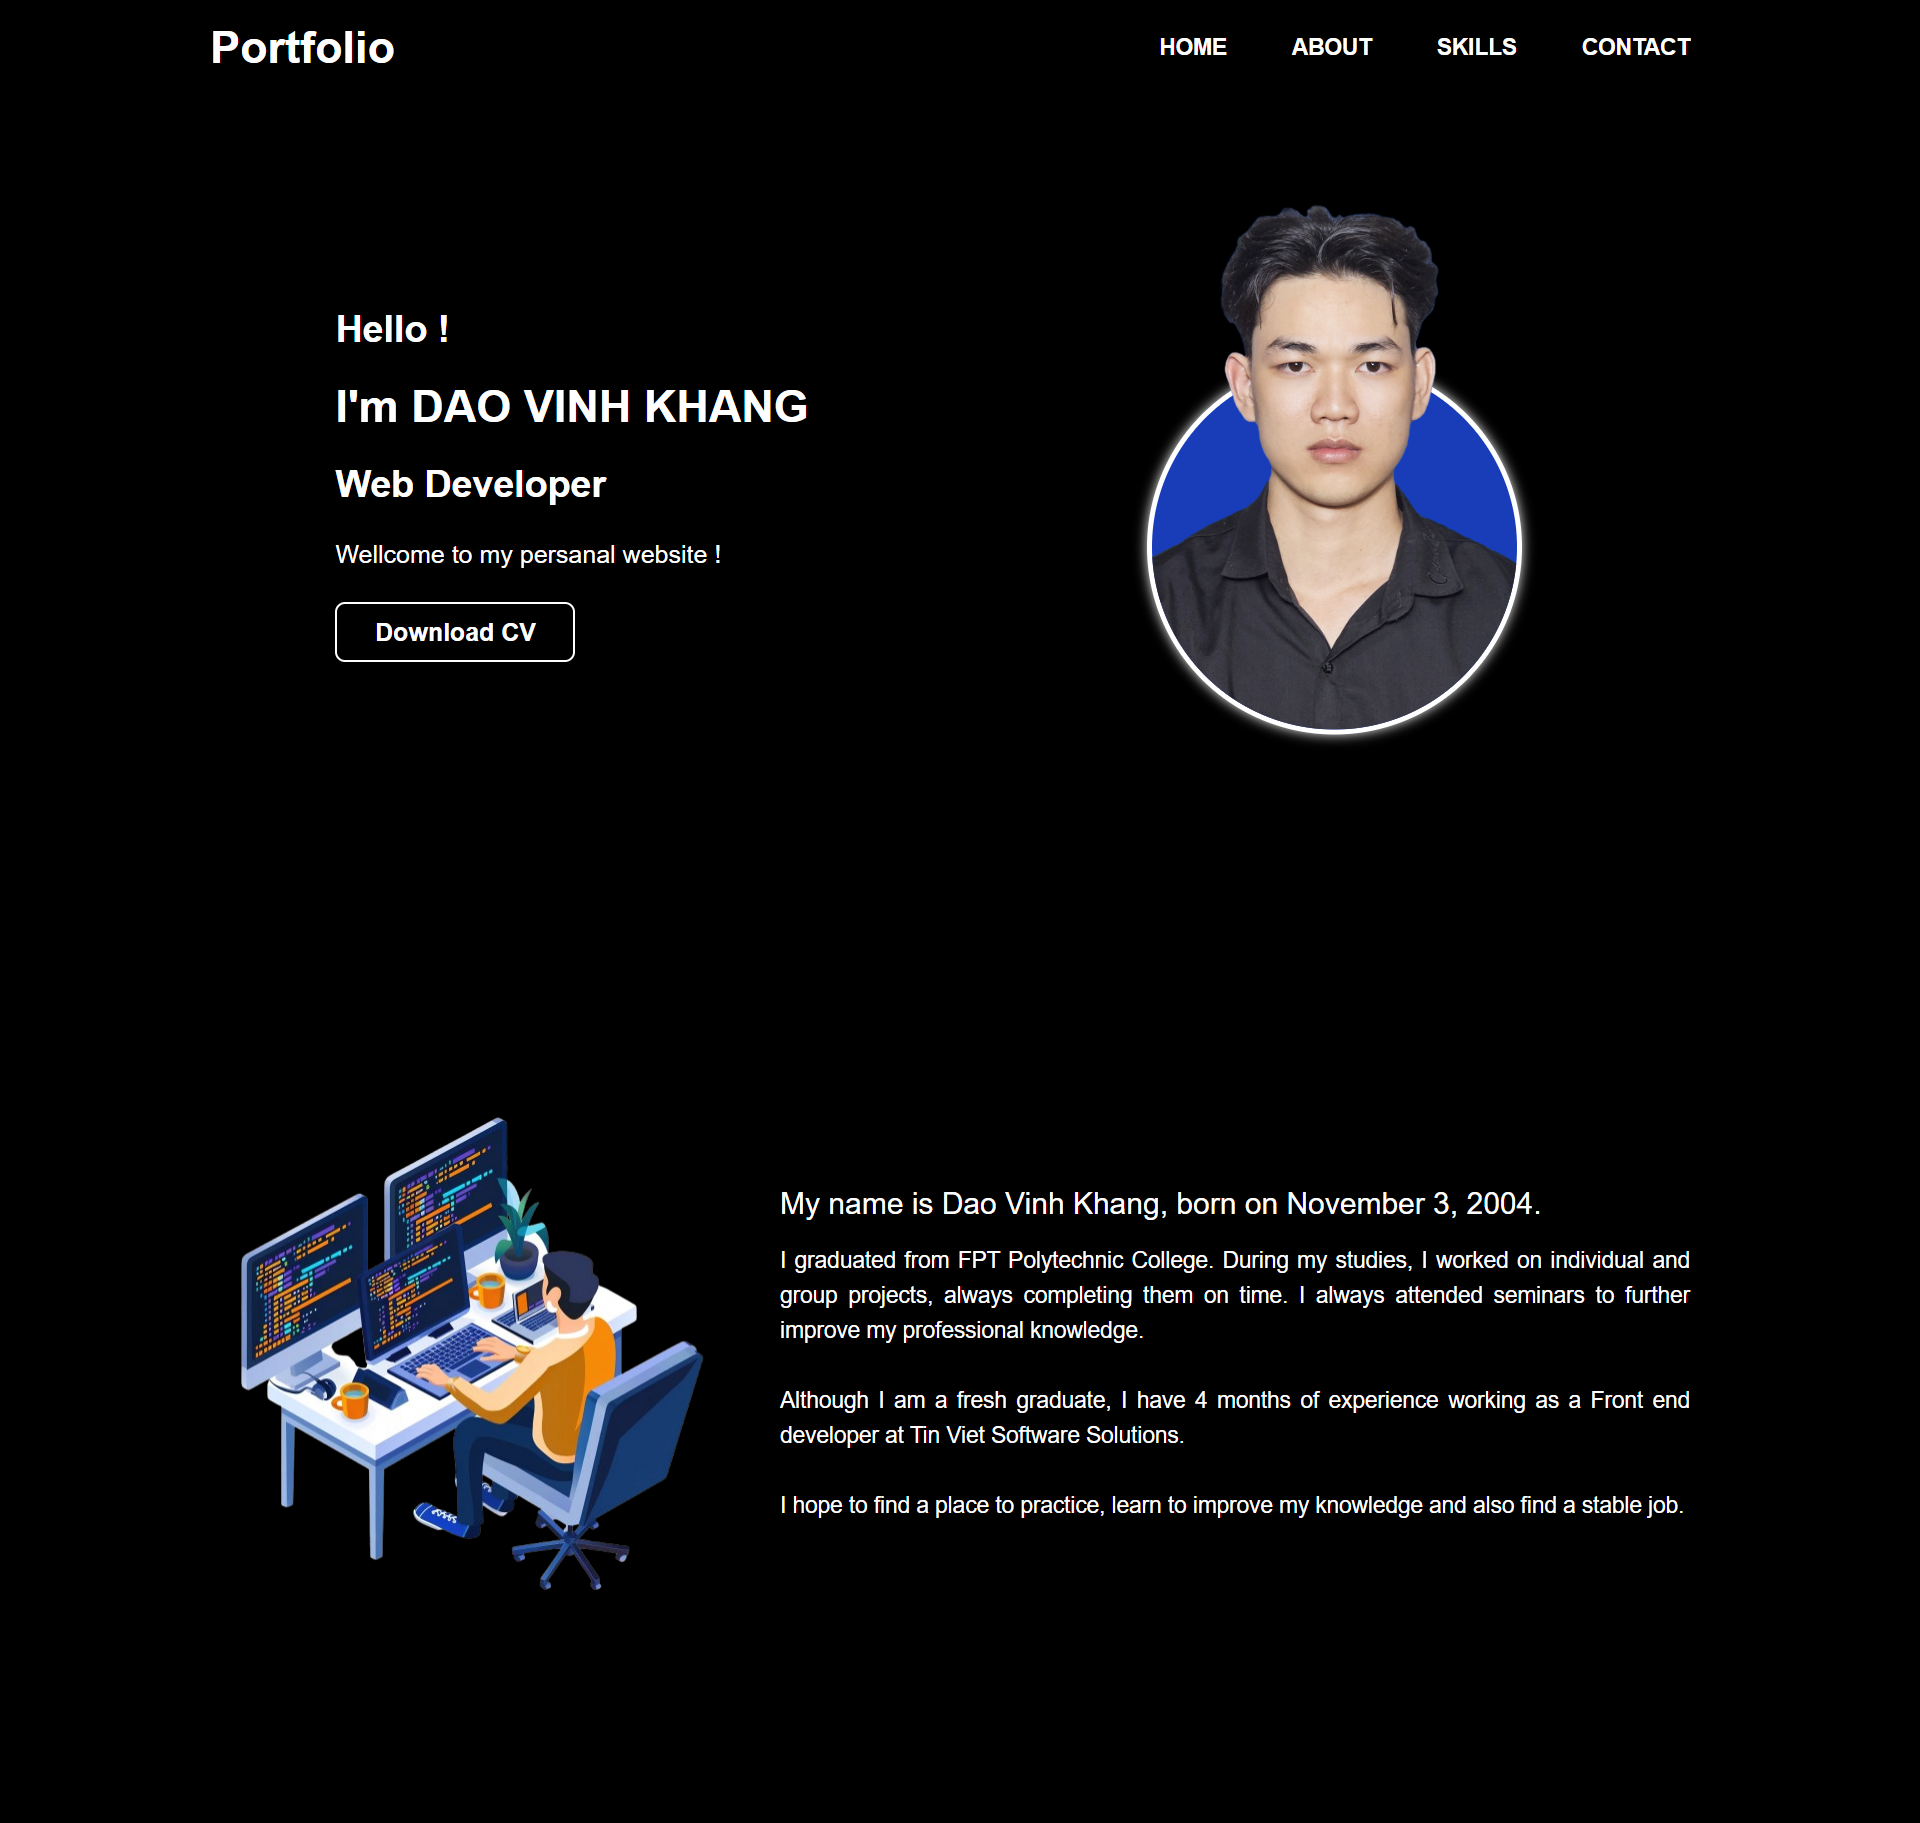 Portfolio
HOME ABOUT SKILLS CONTACT
Hello !
I'm DAO VINH KHANG
Web Developer
Wellcome to my persanal website !
Download CV
My name is Dao Vinh Khang, born on November 3, 2004.
I graduated from FPT Polytechnic College. During my studies, I worked on individual and
group projects, always completing them on time. I always attended seminars to further
improve my professional knowledge.
Although I am a fresh graduate, I have 4 months of experience working as a Front end
developer at Tin Viet Software Solutions.
I hope to find a place to practice, learn to improve my knowledge and also find a stable job.